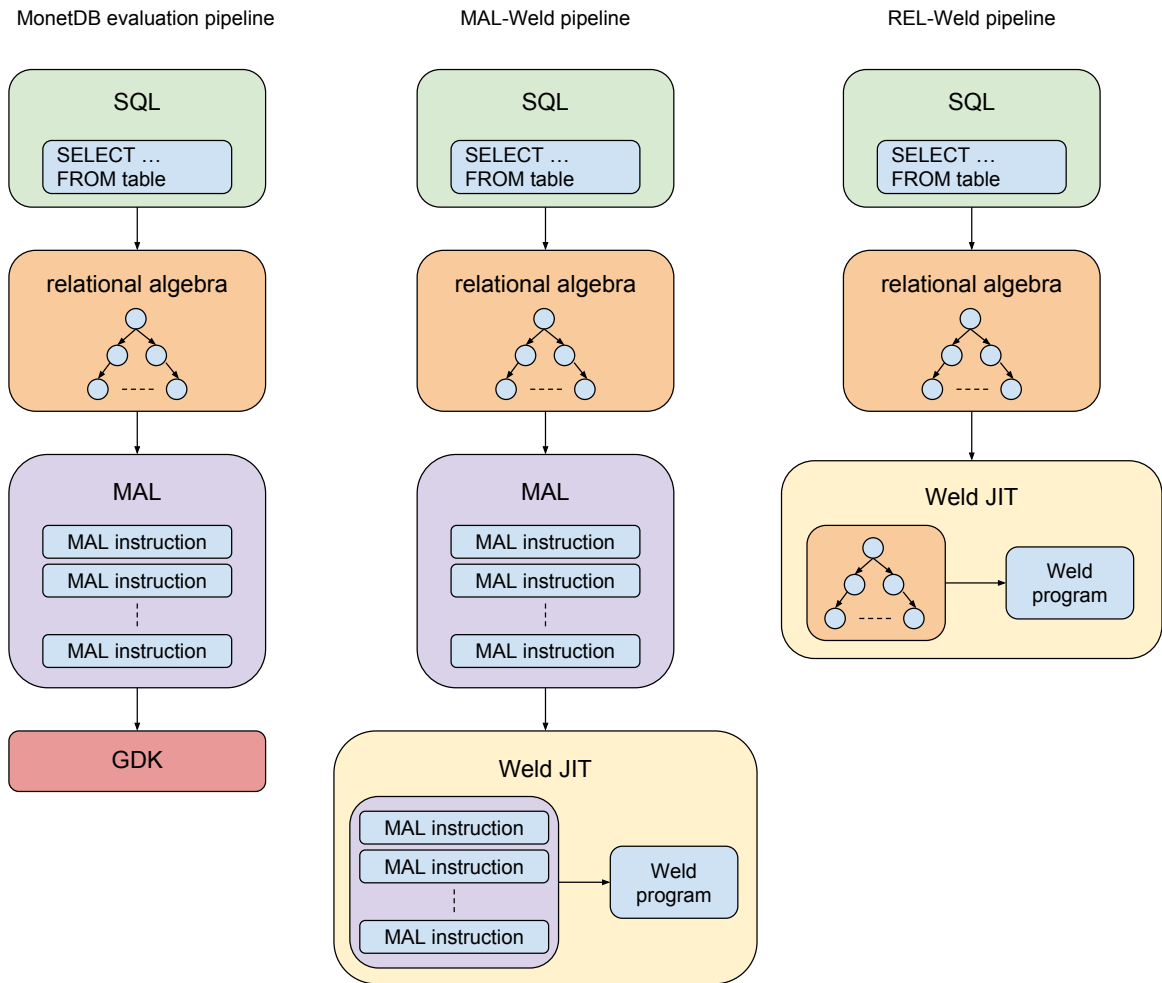 MonetDB evaluation pipeline
SQL
SELECT …
FROM table
relational algebra
MAL
MAL instruction
MAL instruction
MAL instruction
GDK
MAL-Weld pipeline
SQL
SELECT …
FROM table
relational algebra
MAL
MAL instruction
MAL instruction
MAL instruction
Weld JIT
MAL instruction
MAL instruction
MAL instruction
Weld
program
REL-Weld pipeline
SQL
SELECT …
FROM table
relational algebra
Weld JIT
Weld
program